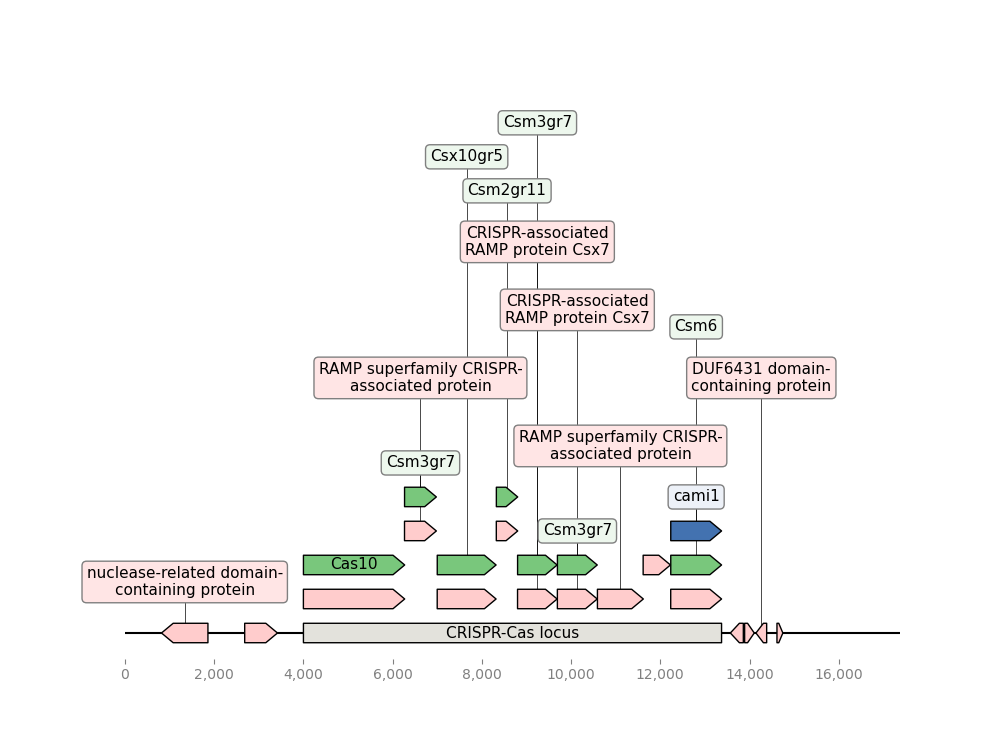 Csm3gr7
Csx10gr5
Csm2gr11
CRISPR-associated
RAMP protein Csx7
CRISPR-associated
RAMP protein Csx7
Csm6
RAMP superfamily CRISPR-
associated protein
DUF6431 domain-
containing protein
RAMP superfamily CRISPR-
associated protein
Csm3gr7
cami1
Csm3gr7
Cas10
nuclease-related domain-
containing protein
CRISPR-Cas locus
0 2,000 4,000 6,000 8,000 10,000 12,000 14,000 16,000